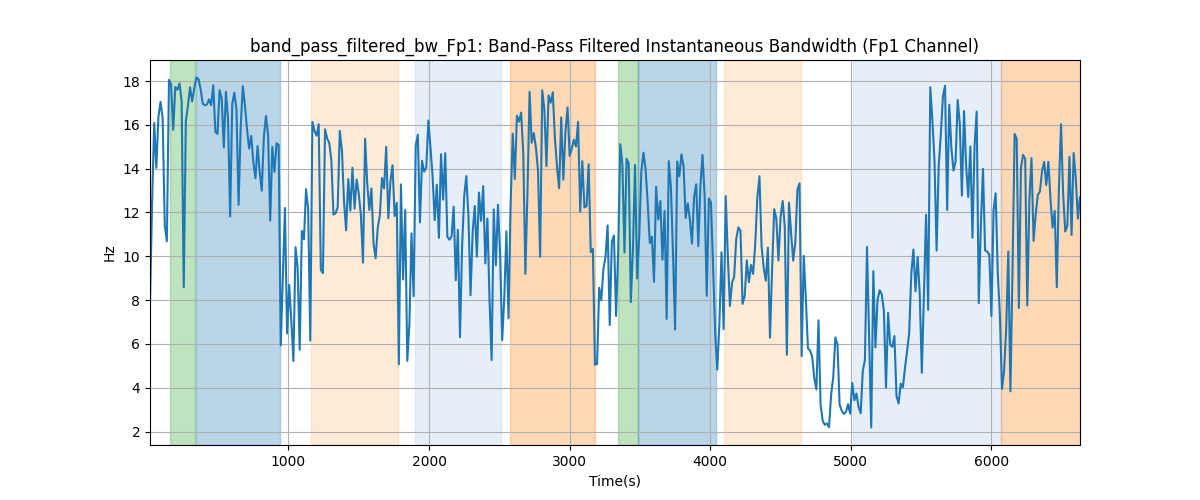 band_pass_filtered_bw_Fp1: Band-Pass Filtered Instantaneous Bandwidth (Fp1 Channel)
18
16
14
12
10
8
6
4
2
Hz
1000 2000 3000 4000 5000 6000
Time(s)